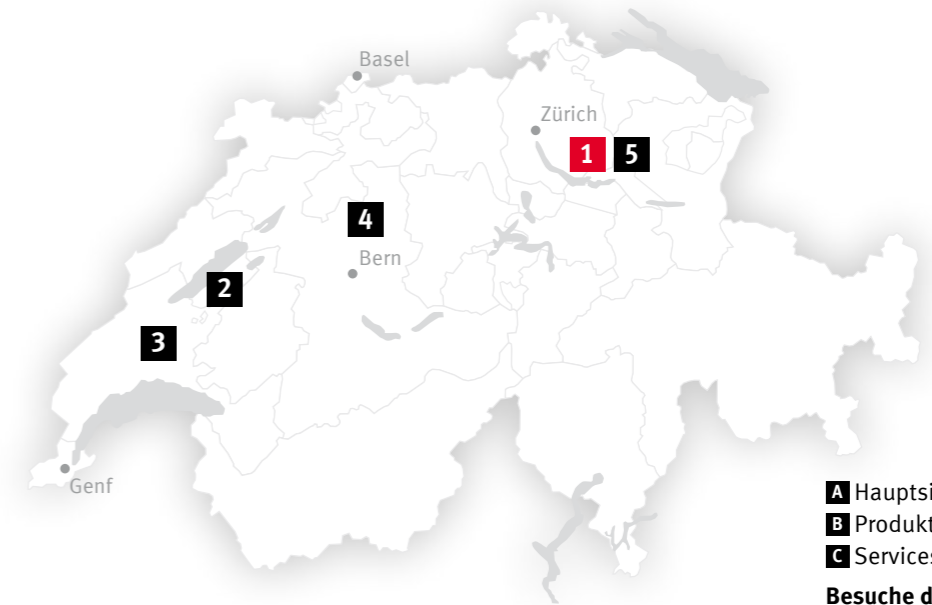 Basel
Zürich
1 5
4
Bern
2
3
Genf
A Hauptsi
B Produkt
C Services
Besuche d